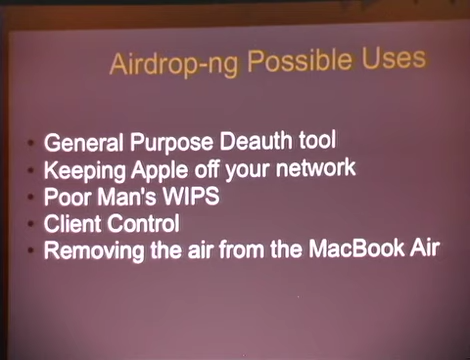 Airdrop-ng Possible Uses
• General Purpose Deauth tool
• Keeping Apple off your network
• Poor Man's WIPS
• Client Control
• Removing the air from the MacBook Air